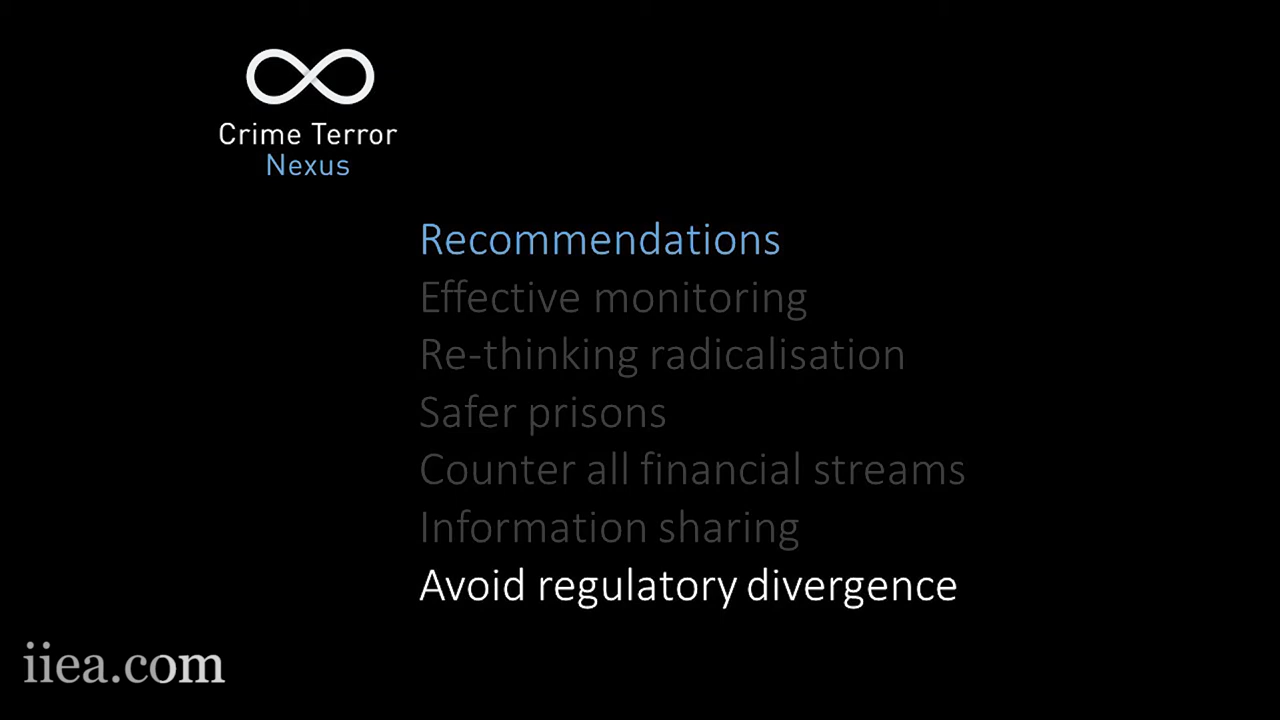 Crime Terror
Nexus
Recommendations
Effective monitoring
Re-thinking radicalisation
Safer prisons
Counter all financial streams
Information sharing
Avoid regulatory divergence
iiea.com